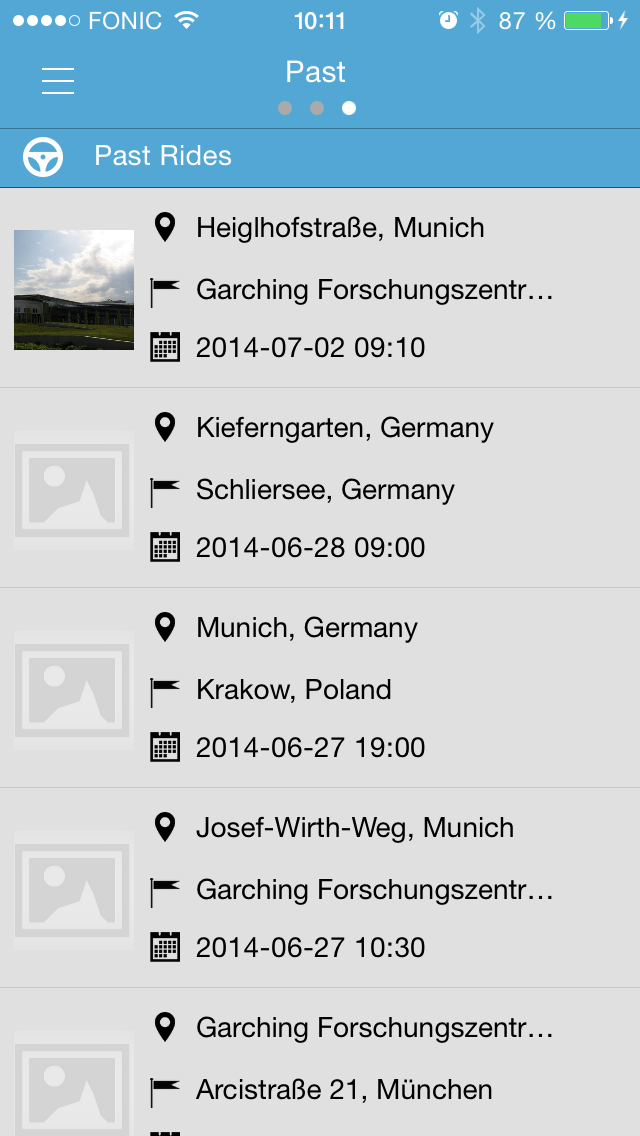 FONIC 10:11 87 %
Past
Past Rides
Heiglhofstraße, Munich
Garching Forschungszentr…
2014-07-02 09:10
Kieferngarten, Germany
Schliersee, Germany
2014-06-28 09:00
Munich, Germany
Krakow, Poland
2014-06-27 19:00
Josef-Wirth-Weg, Munich
Garching Forschungszentr…
2014-06-27 10:30
Garching Forschungszentr…
Arcistraße 21, München